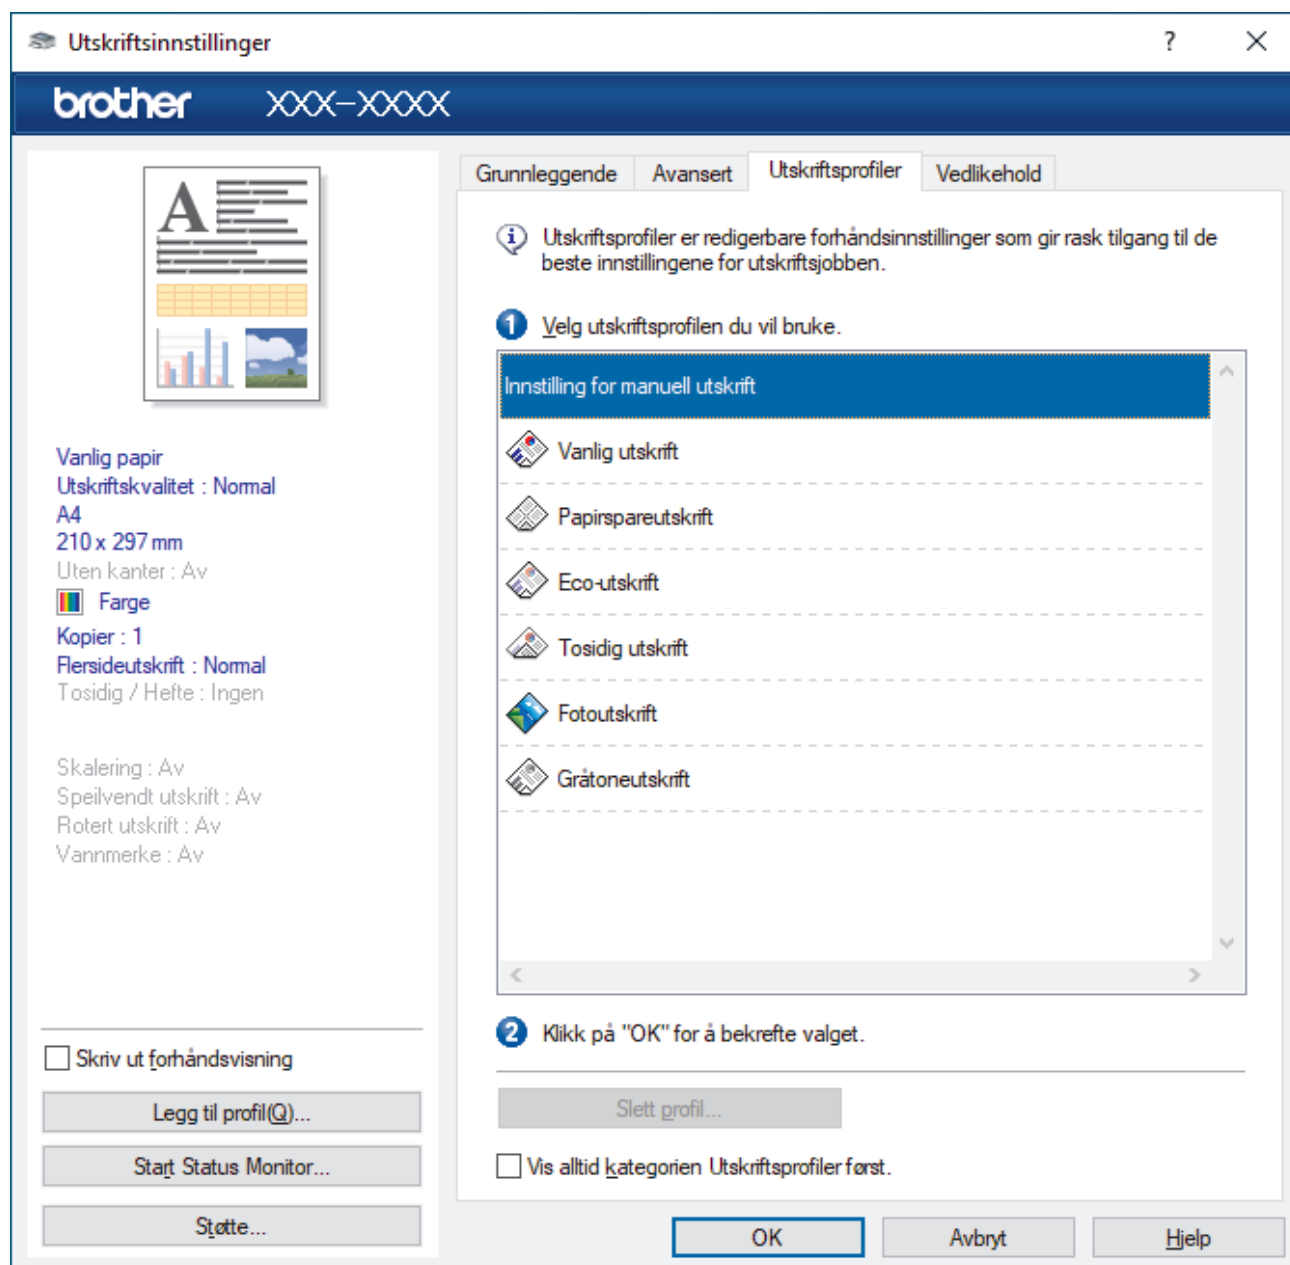 Utskriftsinnstillinger
?
brother XXX-XXXX
Grunnleggende
Avansert
Utskriftsprofiler
Vedlikehold
A
Vanlig papir
Utskriftskvalitet : Normal
A4
210 x 297 mm
Uten kanter : Av
Farge
Kopier : 1
Flersideutskrift : Normal
Tosidig / Hefte : Ingen
Skalering : Av
Speilvendt utskrift : Av
Rotert utskrift : Av
Vannmerke : Av
Skriv ut forhåndsvisning
Legg til profil(Q)...
Start Status Monitor...
Støtte...
Utskriftsprofiler er redigerbare forhåndsinnstillinger som gir rask tilgang til de
beste innstillingene for utskriftsjobben.
1 Velg utskriftsprofilen du vil bruke.
Innstilling for manuell utskrift
Vanlig utskrift
Papirspareutskrift
Eco-utskrift
Tosidig utskrift
Fotoutskrift
Gråtoneutskrift
2 Klikk på "OK" for å bekrefte valget.
Slett profil...
Vis alltid kategorien Utskriftsprofiler først.
OK
Avbryt
Hjelp